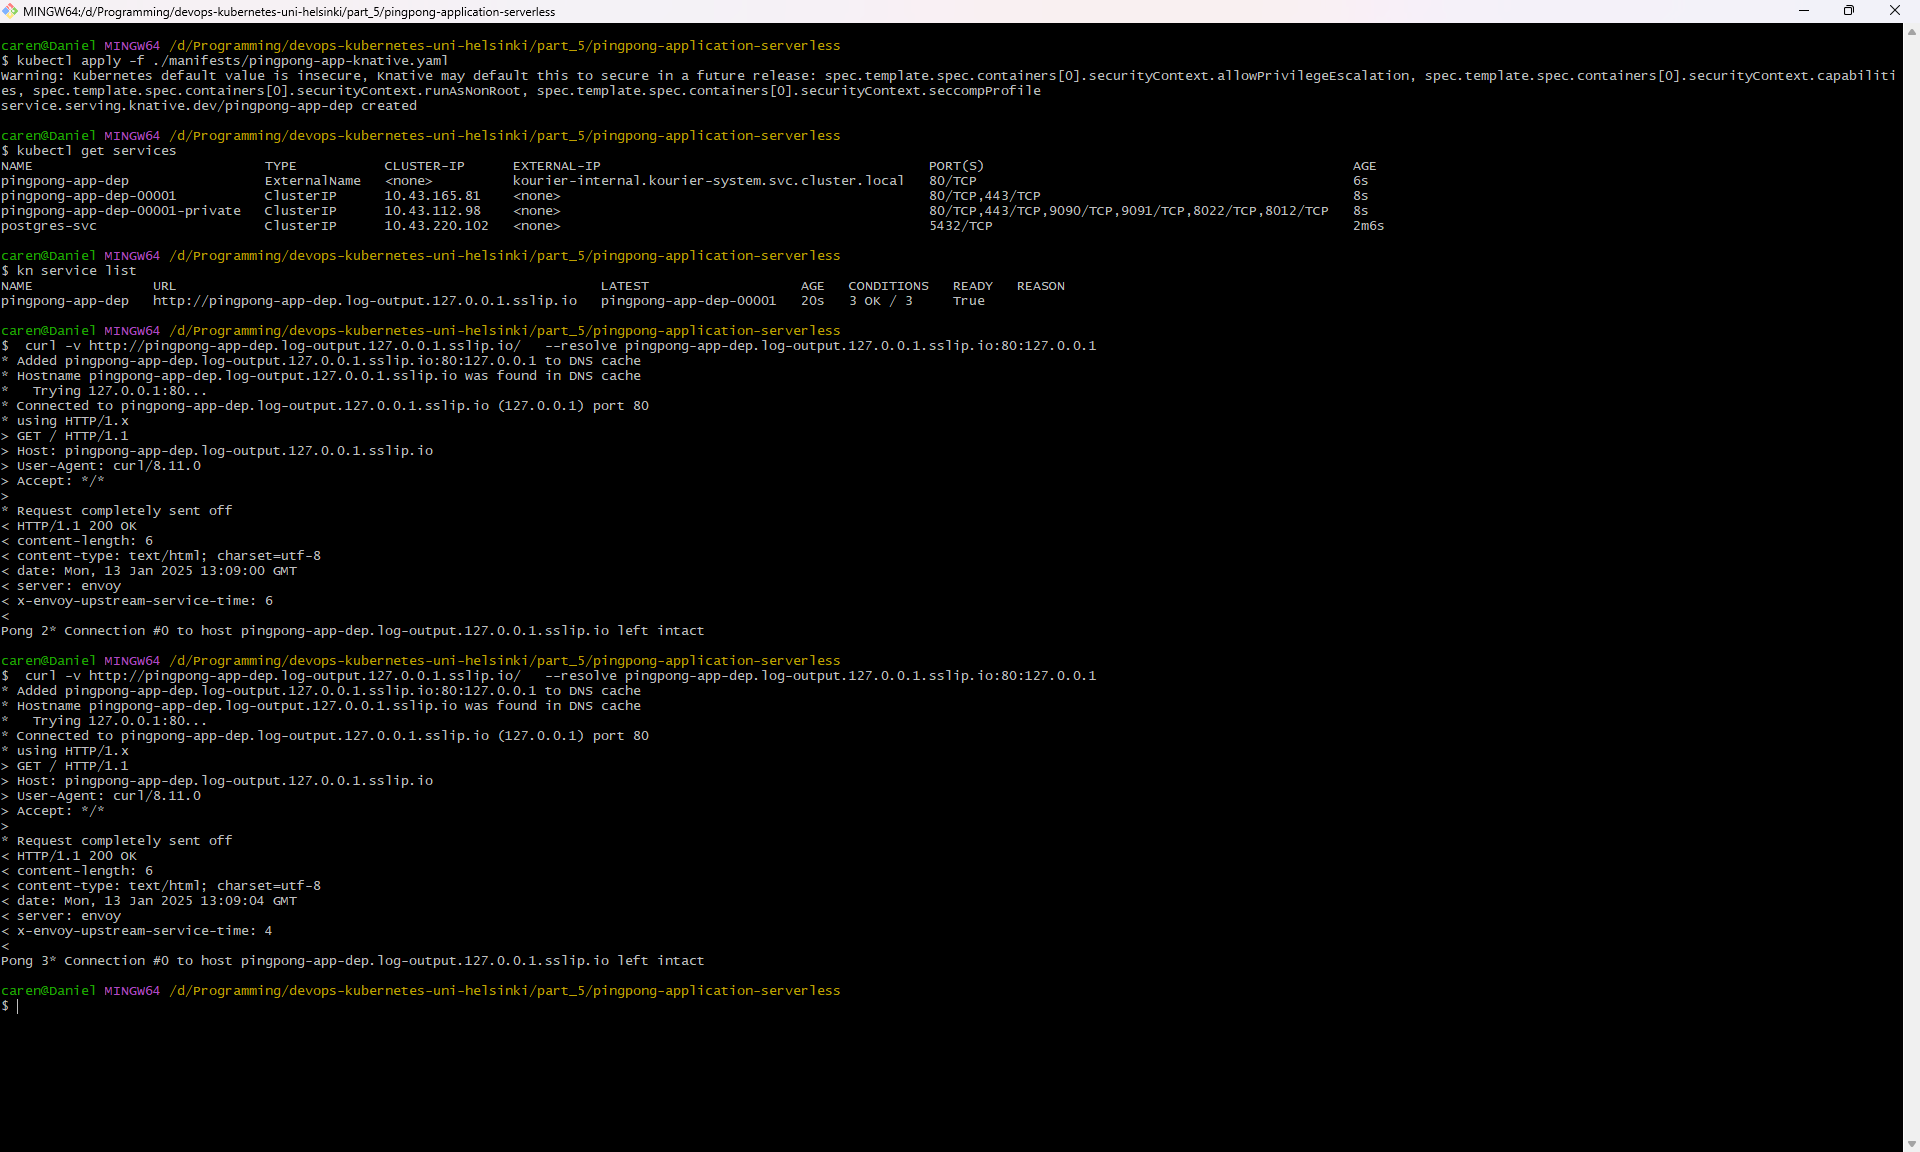 MINGW64:/d/Programming/devops-kubernetes-uni-helsinki/part_5/pingpong-application-serverless
caren@Daniel MINGW64 /d/Programming/devops-kubernetes-uni-helsinki/part_5/pingpong-application-serverless
$ kubectl apply -f ./manifests/pingpong-app-knative.yaml
Warning: Kubernetes default value is insecure, Knative may default this to secure in a future release: spec.template.spec.containers[0].securityContext.allowPrivilegeEscalation, spec.template.spec.containers[0].securityContext.capabiliti
es, spec.template.spec.containers[0].securityContext.runAsNonRoot, spec.template.spec.containers[0].securityContext.seccompProfile
service.serving.knative.dev/pingpong-app-dep created
caren@Daniel MINGW64 /d/Programming/devops-kubernetes-uni-helsinki/part_5/pingpong-application-serverless
$ kubectl get services
NAME                             TYPE           CLUSTER-IP      EXTERNAL-IP                                         PORT(S)                                              AGE
pingpong-app-dep                 ExternalName   <none>          kourier-internal.kourier-system.svc.cluster.local   80/TCP                                               6s
pingpong-app-dep-00001           ClusterIP      10.43.165.81    <none>                                              80/TCP,443/TCP                                       8s
pingpong-app-dep-00001-private   ClusterIP      10.43.112.98    <none>                                              80/TCP,443/TCP,9090/TCP,9091/TCP,8022/TCP,8012/TCP   8s
postgres-svc                     ClusterIP      10.43.220.102   <none>                                              5432/TCP                                             2m6s
caren@Daniel MINGW64 /d/Programming/devops-kubernetes-uni-helsinki/part_5/pingpong-application-serverless
$ kn service list
NAME               URL                                                     LATEST                   AGE   CONDITIONS   READY   REASON
pingpong-app-dep   http://pingpong-app-dep.log-output.127.0.0.1.sslip.io   pingpong-app-dep-00001   20s   3 OK / 3     True
caren@Daniel MINGW64 /d/Programming/devops-kubernetes-uni-helsinki/part_5/pingpong-application-serverless
$  curl -v http://pingpong-app-dep.log-output.127.0.0.1.sslip.io/   --resolve pingpong-app-dep.log-output.127.0.0.1.sslip.io:80:127.0.0.1
* Added pingpong-app-dep.log-output.127.0.0.1.sslip.io:80:127.0.0.1 to DNS cache
* Hostname pingpong-app-dep.log-output.127.0.0.1.sslip.io was found in DNS cache
*   Trying 127.0.0.1:80...
* Connected to pingpong-app-dep.log-output.127.0.0.1.sslip.io (127.0.0.1) port 80
* using HTTP/1.x
> GET / HTTP/1.1
> Host: pingpong-app-dep.log-output.127.0.0.1.sslip.io
> User-Agent: curl/8.11.0
> Accept: */*
>
* Request completely sent off
< HTTP/1.1 200 OK
< content-length: 6
< content-type: text/html; charset=utf-8
< date: Mon, 13 Jan 2025 13:09:00 GMT
< server: envoy
< x-envoy-upstream-service-time: 6
<
Pong 2* Connection #0 to host pingpong-app-dep.log-output.127.0.0.1.sslip.io left intact
caren@Daniel MINGW64 /d/Programming/devops-kubernetes-uni-helsinki/part_5/pingpong-application-serverless
$  curl -v http://pingpong-app-dep.log-output.127.0.0.1.sslip.io/   --resolve pingpong-app-dep.log-output.127.0.0.1.sslip.io:80:127.0.0.1
* Added pingpong-app-dep.log-output.127.0.0.1.sslip.io:80:127.0.0.1 to DNS cache
* Hostname pingpong-app-dep.log-output.127.0.0.1.sslip.io was found in DNS cache
*   Trying 127.0.0.1:80...
* Connected to pingpong-app-dep.log-output.127.0.0.1.sslip.io (127.0.0.1) port 80
* using HTTP/1.x
> GET / HTTP/1.1
> Host: pingpong-app-dep.log-output.127.0.0.1.sslip.io
> User-Agent: curl/8.11.0
> Accept: */*
>
* Request completely sent off
< HTTP/1.1 200 OK
< content-length: 6
< content-type: text/html; charset=utf-8
< date: Mon, 13 Jan 2025 13:09:04 GMT
< server: envoy
< x-envoy-upstream-service-time: 4
<
Pong 3* Connection #0 to host pingpong-app-dep.log-output.127.0.0.1.sslip.io left intact
caren@Daniel MINGW64 /d/Programming/devops-kubernetes-uni-helsinki/part_5/pingpong-application-serverless
$